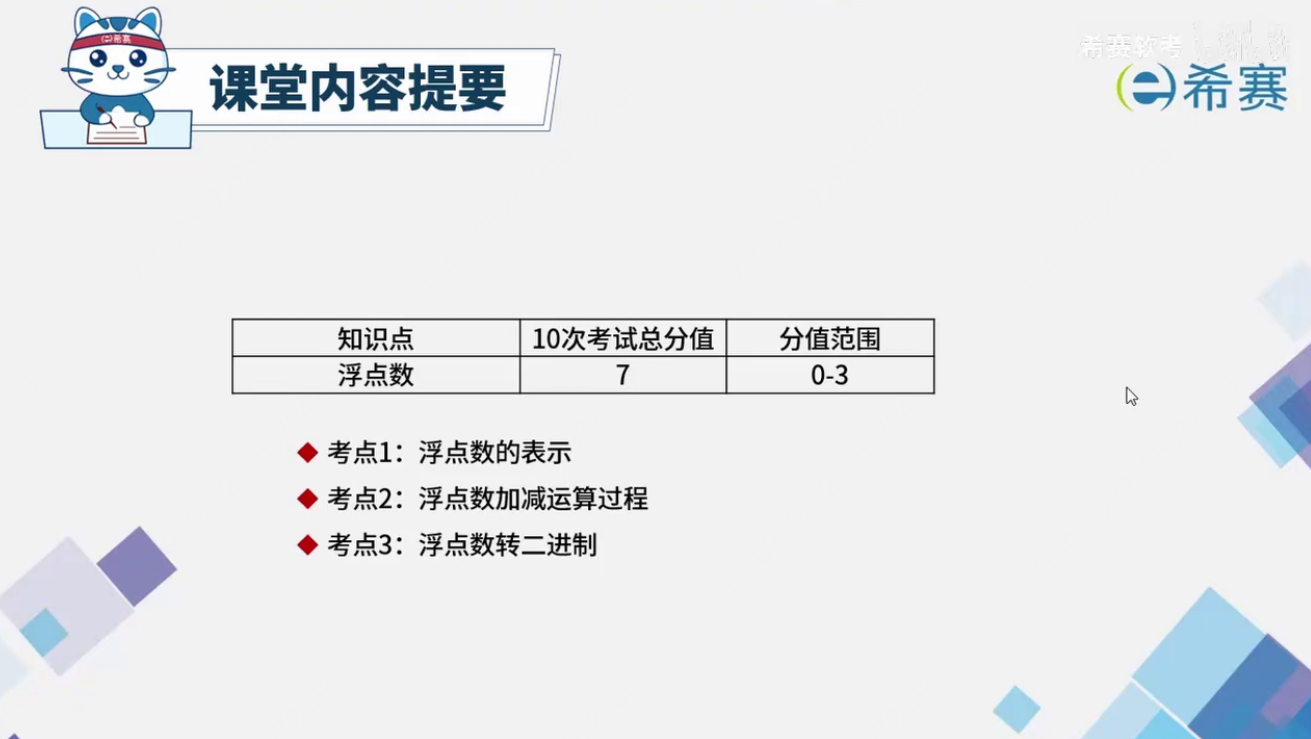 希赛
课堂内容提要
希赛软考
希赛
知识点 10次考试总分值 分值范围
浮点数 7 0-3
考点1：浮点数的表示
考点2：浮点数加减运算过程
考点3：浮点数转二进制